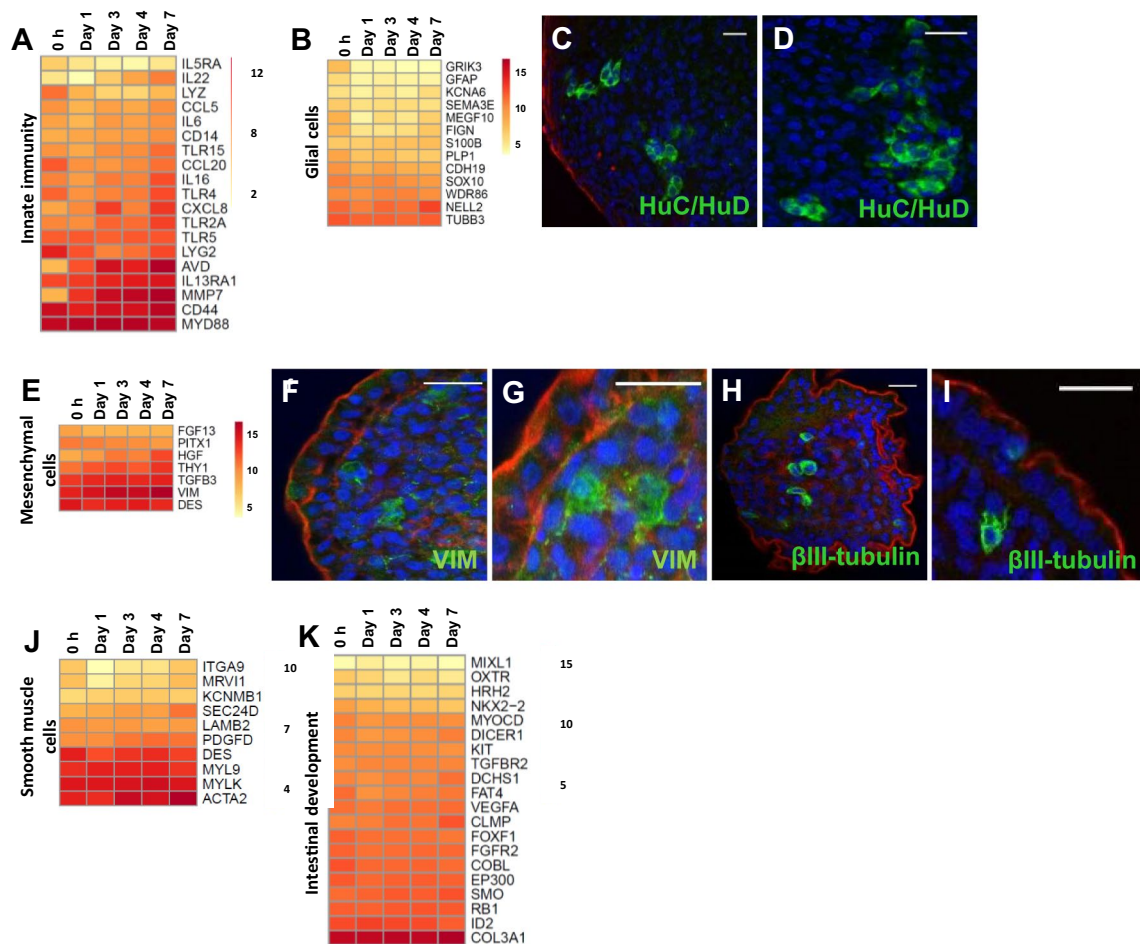 A
0 h Day 1 Day 3 Day 4 Day 7
Innate immunity
IL5RA
IL22
LYZ
CCL5
IL6
CD14
TLR15
CCL20
IL16
TLR4
CXCL8
TLR2A
TLR5
LYG2
AVD
IL13RA1
MMP7
CD44
MYD88
12
8
2
B
0 h Day 1 Day 3 Day 4 Day 7
Glial cells
GRIK3
GFAP
KCNA6
SEMA3E
MEGF10
FIGN
S100B
PLP1
CDH19
SOX10
WDR86
NELL2
TUBB3
15
10
5
C
HuC/HuD
D
HuC/HuD
E
0 h Day 1 Day 3 Day 4 Day 7
Mesenchymal
cells
FGF13
PITX1
HGF
THY1
TGFB3
VIM
DES
15
10
5
F
VIM
G
VIM
H
βIII-tubulin
I
βIII-tubulin
J
0 h Day 1 Day 3 Day 4 Day 7
Smooth muscle
cells
ITGA9
MRVI1
KCNMB1
SEC24D
LAMB2
PDGFD
DES
MYL9
MYLK
ACTA2
10
7
4
K
0 h Day 1 Day 3 Day 4 Day 7
Intestinal development
MIXL1
OXTR
HRH2
NKX2-2
MYOCD
DICER1
KIT
TGFBR2
DCHS1
FAT4
VEGFA
CLMP
FOXF1
FGFR2
COBL
EP300
SMO
RB1
ID2
COL3A1
15
10
5